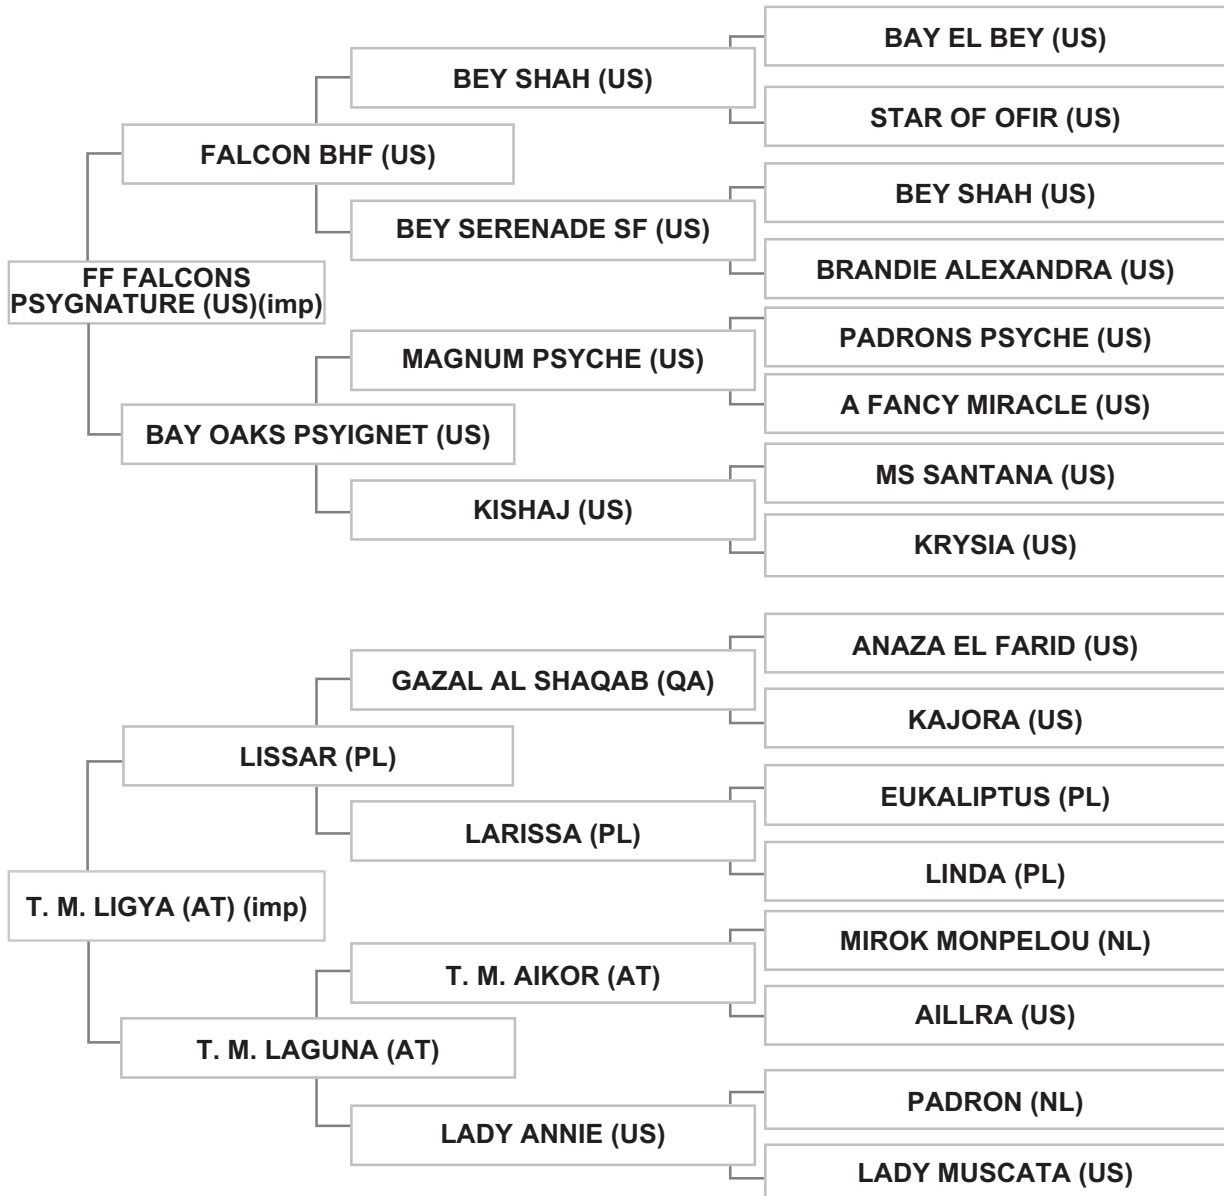 BAY EL BEY (US)
BEY SHAH (US)
STAR OF OFIR (US)
FALCON BHF (US)
BEY SHAH (US)
BEY SERENADE SF (US)
BRANDIE ALEXANDRA (US)
FF FALCONS
PSYGNATURE (US)(imp)
PADRONS PSYCHE (US)
MAGNUM PSYCHE (US)
A FANCY MIRACLE (US)
BAY OAKS PSYIGNET (US)
MS SANTANA (US)
KISHAJ (US)
KRYSIA (US)
ANAZA EL FARID (US)
GAZAL AL SHAQAB (QA)
KAJORA (US)
LISSAR (PL)
EUKALIPTUS (PL)
LARISSA (PL)
LINDA (PL)
T. M. LIGYA (AT) (imp)
MIROK MONPELOU (NL)
T. M. AIKOR (AT)
AILLRA (US)
T. M. LAGUNA (AT)
PADRON (NL)
LADY ANNIE (US)
LADY MUSCATA (US)